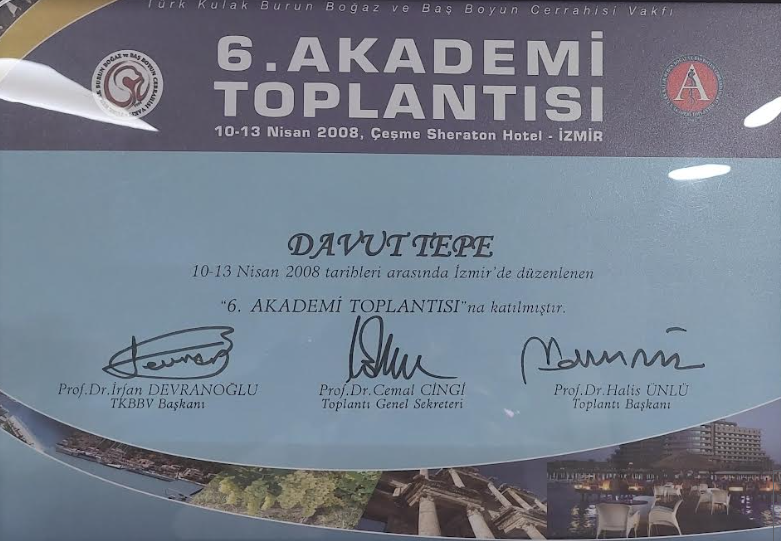 Türk Kulak Burun Boğaz ve Baş Boyun Cerrahisi Vakfı
6. AKADEMİ
TOPLANTISI
10-13 Nisan 2008, Çeşme Sheraton Hotel - İZMİR
DAVUT TEPE
10-13 Nisan 2008 tarihleri arasında İzmir'de düzenlenen
"6. AKADEMİ TOPLANTISI"na katılmıştır.
Prof.Dr.İrfan DEVRANOĞLU
TKBBV Başkanı
Prof.Dr.Cemal CİNGİ
Toplantı Genel Sekreteri
Prof.Dr.Halis ÜNLÜ
Toplantı Başkanı